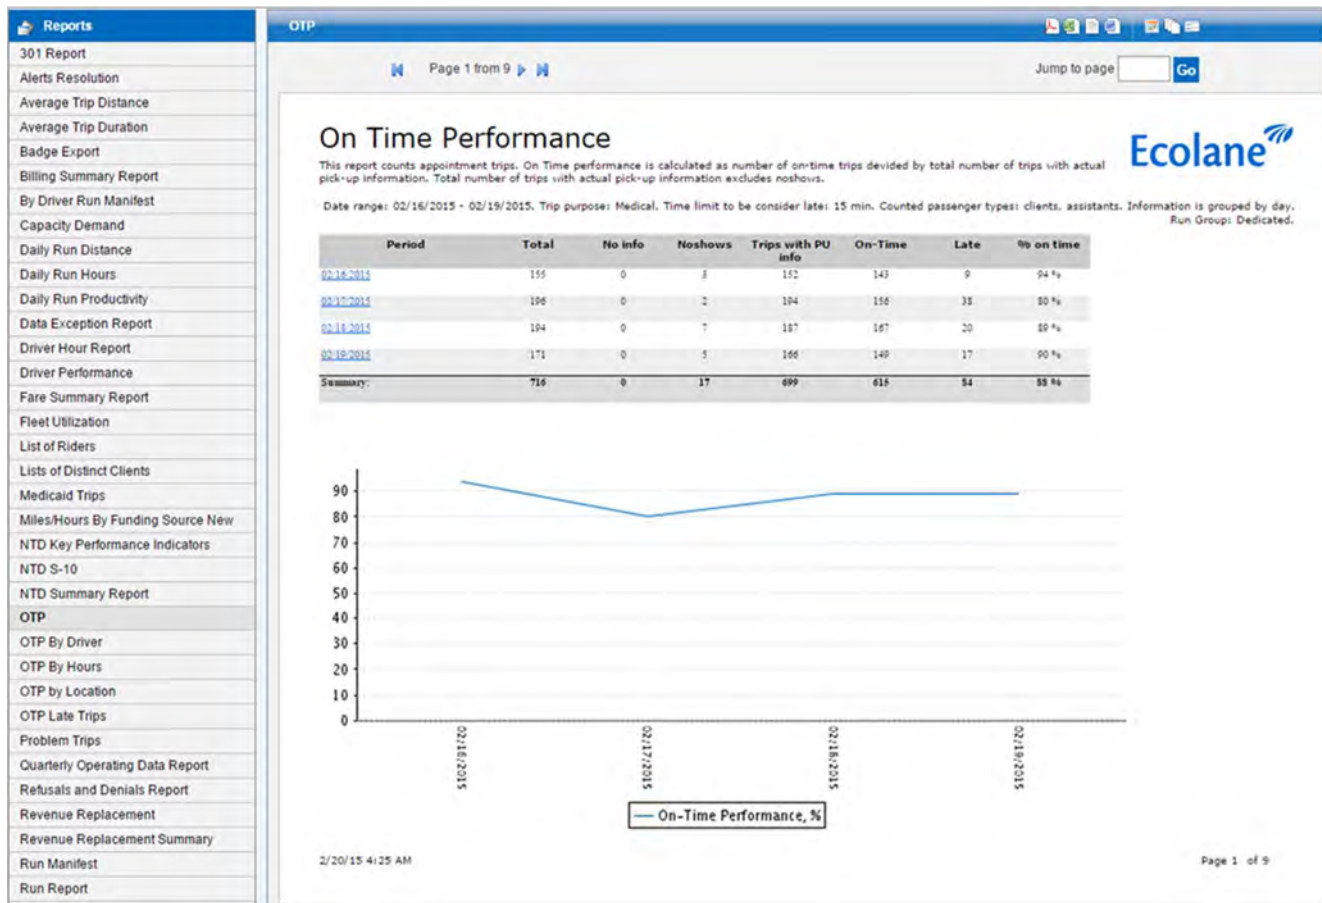 Reports
301 Report
Alerts Resolution
Average Trip Distance
Average Trip Duration
Badge Export
Billing Summary Report
By Driver Run Manifest
Capacity Demand
Daily Run Distance
Daily Run Hours
Daily Run Productivity
Data Exception Report
Driver Hour Report
Driver Performance
Fare Summary Report
Fleet Utilization
List of Riders
Lists of Distinct Clients
Medicaid Trips
Miles/Hours By Funding Source New
NTD Key Performance Indicators
NTD S-10
NTD Summary Report
OTP
OTP By Driver
OTP By Hours
OTP by Location
OTP Late Trips
Problem Trips
Quarterly Operating Data Report
Refusals and Denials Report
Revenue Replacement
Revenue Replacement Summary
Run Manifest
Run Report
OTP
Page 1 from 9
Jump to page Go
On Time Performance
Ecolane
This report counts appointment trips. On Time performance is calculated as number of on-time trips devided by total number of trips with actual
pick-up information. Total number of trips with actual pick-up information excludes noshows.
Date range: 02/16/2015 - 02/19/2015. Trip purpose: Medical. Time limit to be consider late: 15 min. Counted passenger types: clients, assistants. Information is grouped by day.
Run Group: Dedicated.
Period Total No info Noshows Trips with PU info On-Time Late % on time
02/16/2015 155 0 3 152 143 9 94 %
02/17/2015 196 0 2 194 156 38 80 %
02/18/2015 194 0 7 187 167 20 89 %
02/19/2015 171 0 5 166 149 17 90 %
Summary: 716 0 17 699 615 84 88 %
90
80
70
60
50
40
30
20
10
0
02/16/2015
02/17/2015
02/18/2015
02/19/2015
On-Time Performance, %
2/20/15 4:25 AM
Page 1 of 9